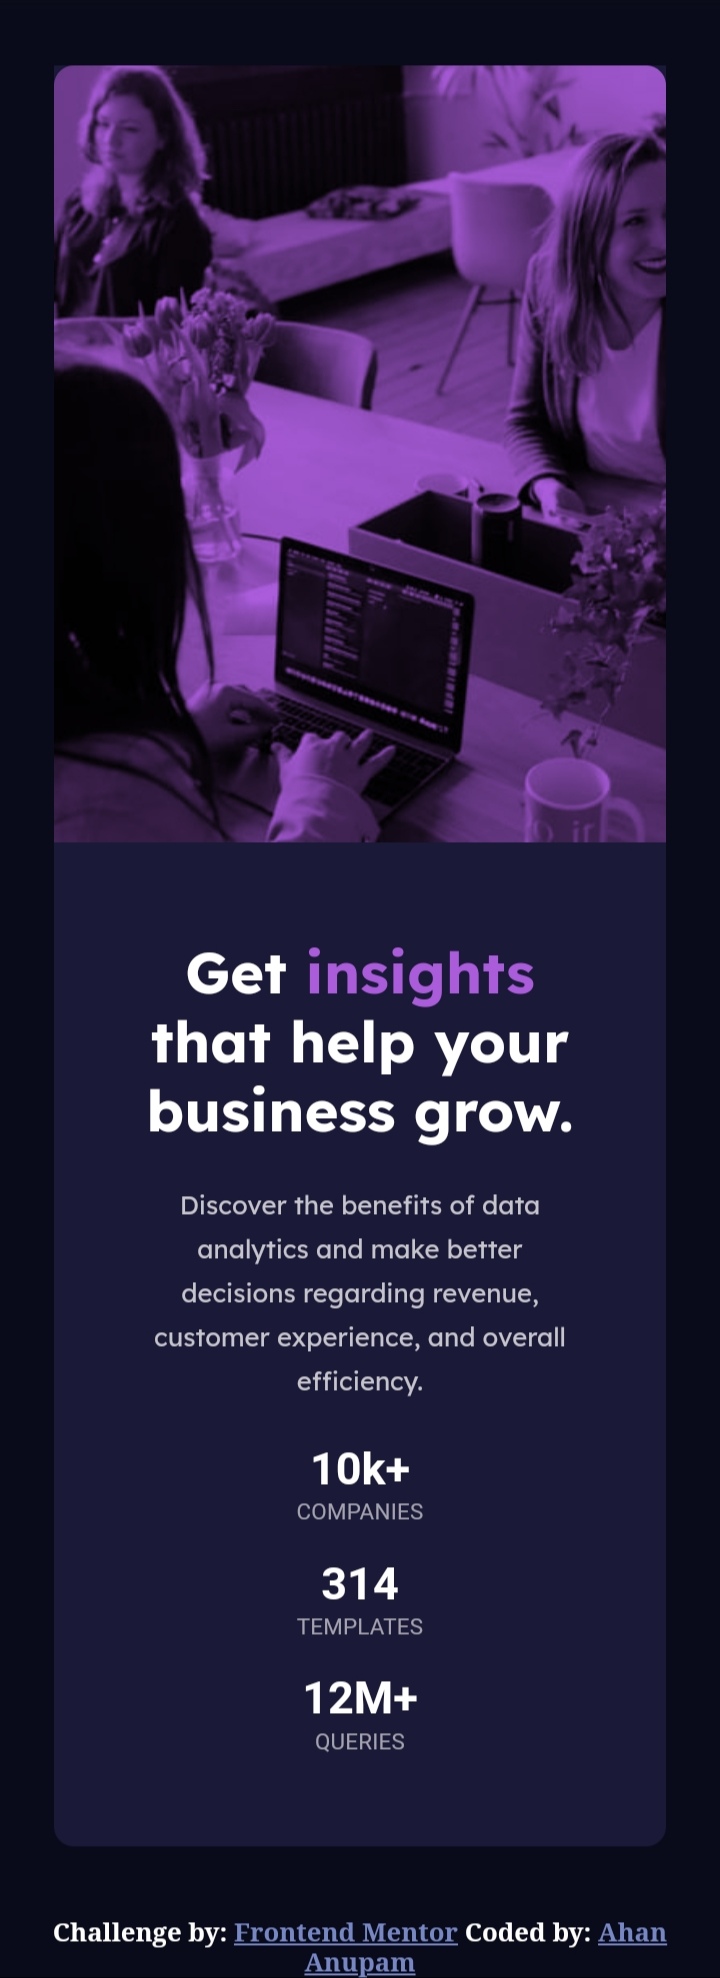 Get insights
that help your
business grow.
Discover the benefits of data
analytics and make better
decisions regarding revenue,
customer experience, and overall
efficiency.
10k+
COMPANIES
314
TEMPLATES
12M+
QUERIES
Challenge by: Frontend Mentor Coded by: Ahan
Anupam